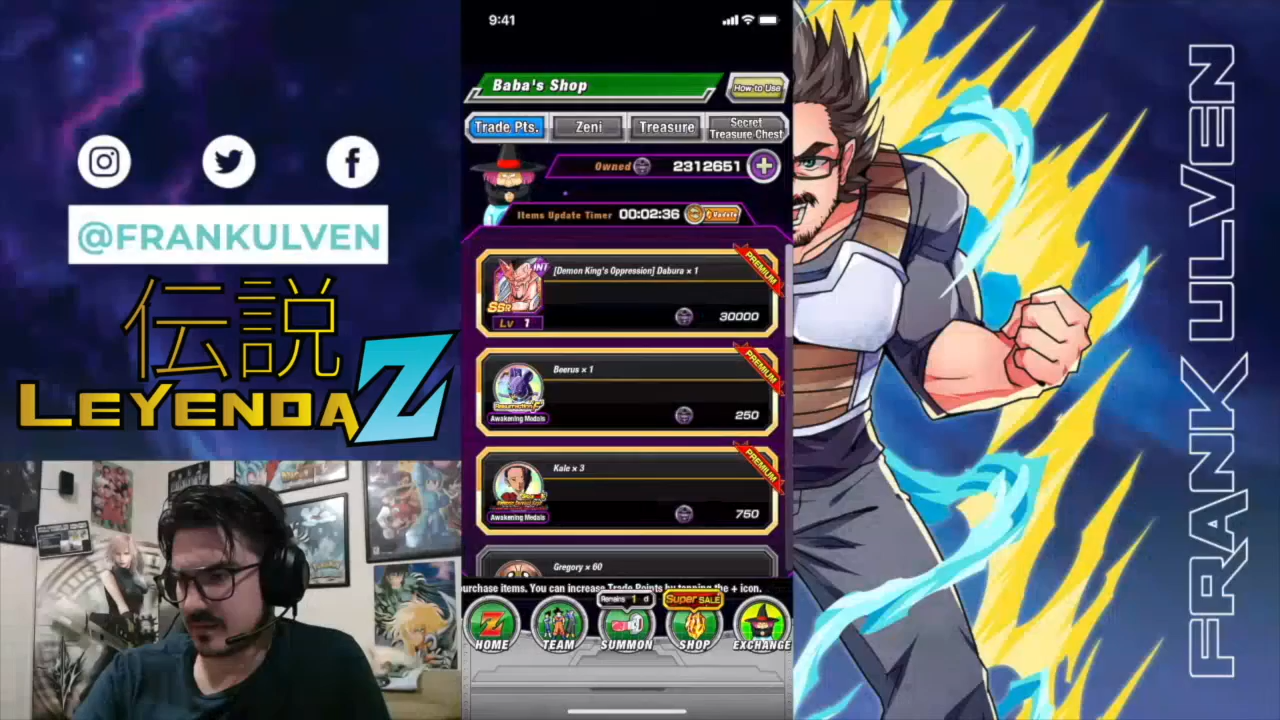 @FRANKULVEN
伝説
LEYENDA Z
9:41
Baba's Shop
How to Use
Trade Pts.
Zeni
Treasure
Secret
Treasure Chest
Owned 2312651
Items Update Timer 00:02:36 Update
[Demon King's Oppression] Dabura × 1
PREMIUM
INT
SSR
Lv 1
30000
Beerus × 1
PREMIUM
Awakening Medals
250
Kale × 3
PREMIUM
Awakening Medals
750
Gregory × 60
urchase items. You can increase Trade Points by tapping the + icon.
Remains 1 d
Super SALE
HOME
TEAM
SUMMON
SHOP
EXCHANGE
FRANK ULVEN